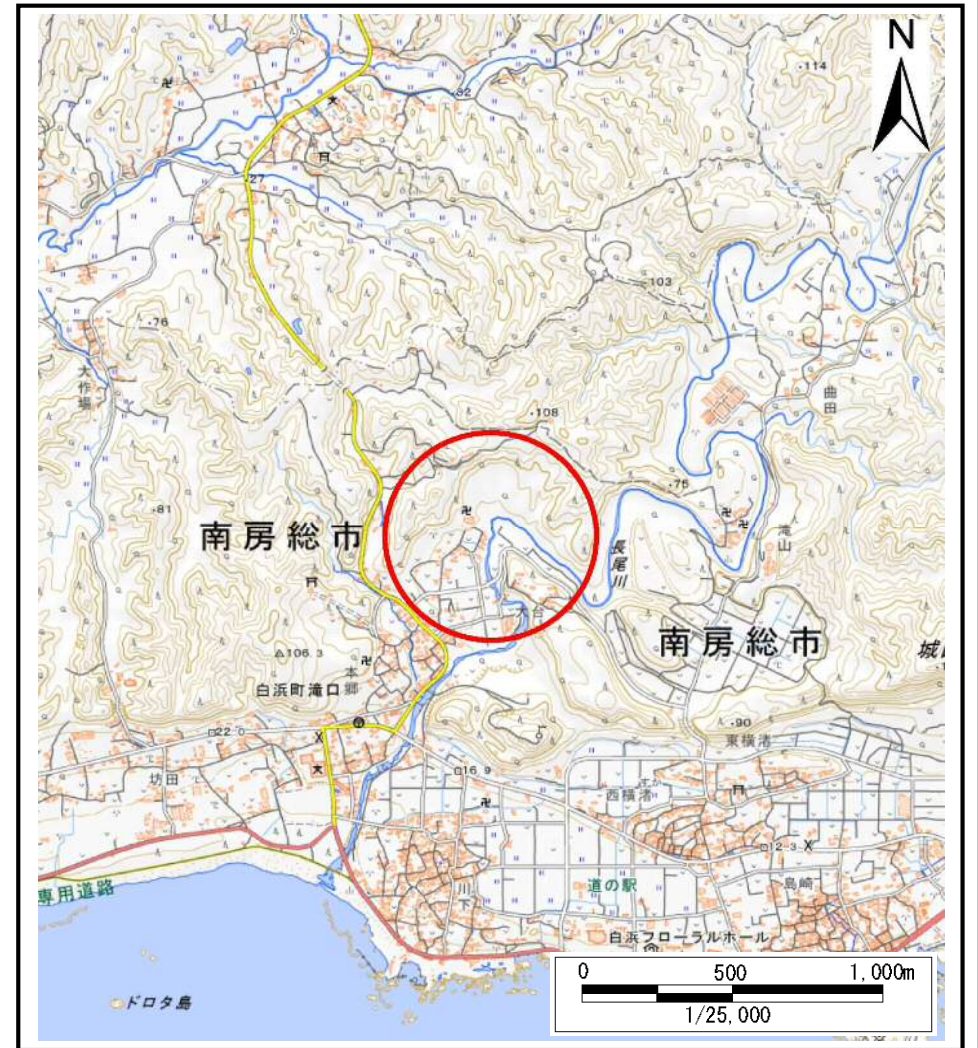 N
・114
・32
27
・103
・76
大作場
・108
曲田
・75
・81
南房総市
長尾川
滝山
大台
南房総市
城
△106.3
本郷
白浜町滝口
・90
東横渚
□22.0
□16.9
坊田
西横渚
□12.3
島崎
専用道路
川下
道の駅
白浜フローラルホール
ドロタ島
0 500 1,000m
1/25,000